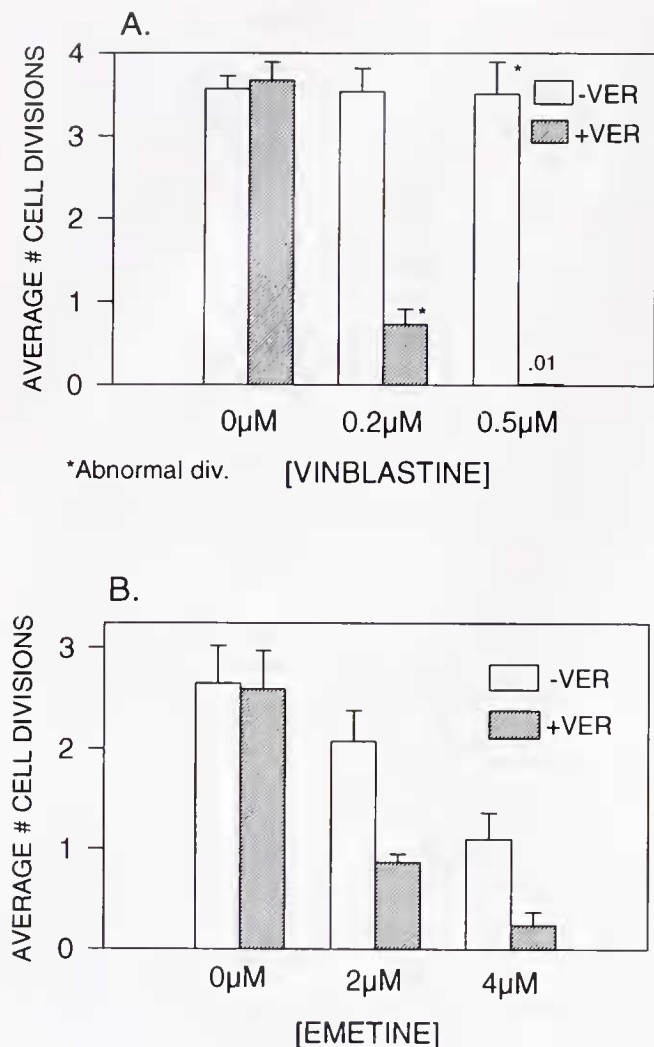 A.
AVERAGE # CELL DIVISIONS
4
3
2
1
0
*
-VER
+VER
*
.01
0µM 0.2µM 0.5µM
*Abnormal div. [VINBLASTINE]
B.
AVERAGE # CELL DIVISIONS
3
2
1
0
-VER
+VER
0µM 2µM 4µM
[EMETINE]